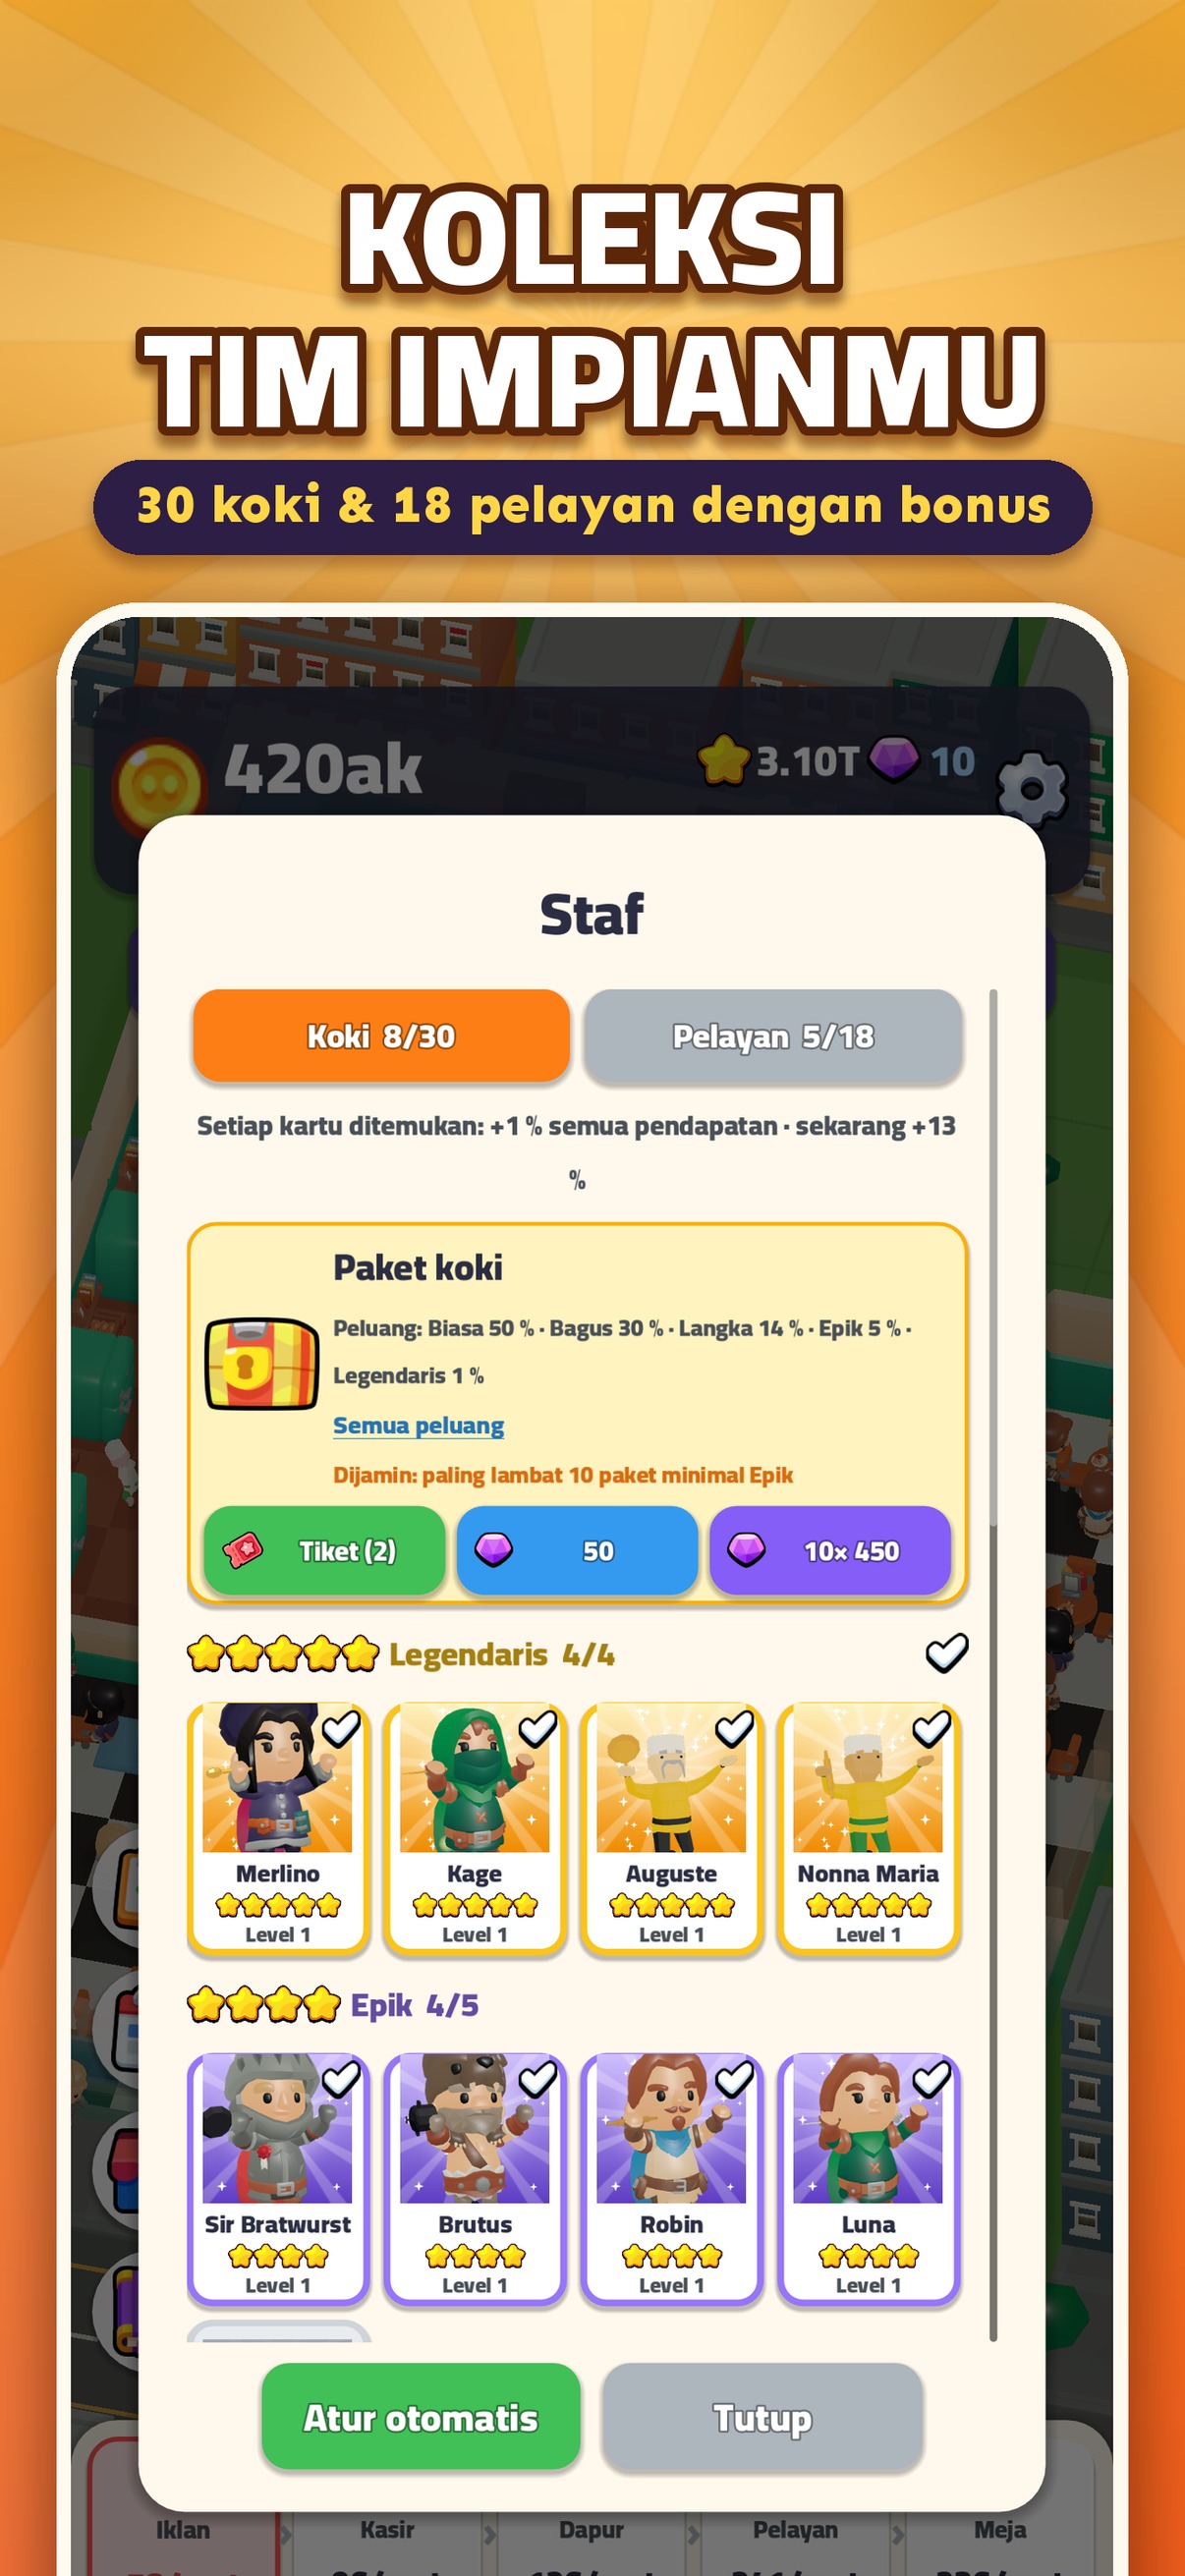 KOLEKSI
TIM IMPIANMU
30 koki & 18 pelayan dengan bonus
420ak
3.10T
10
Staf
Koki 8/30
Pelayan 5/18
Setiap kartu ditemukan: +1 % semua pendapatan · sekarang +13
%
Paket koki
Peluang: Biasa 50 % · Bagus 30 % · Langka 14 % · Epik 5 % ·
Legendaris 1 %
Semua peluang
Dijamin: paling lambat 10 paket minimal Epik
Tiket (2)
50
10× 450
Legendaris 4/4
Merlino
Kage
Auguste
Nonna Maria
Level 1
Level 1
Level 1
Level 1
Epik 4/5
Sir Bratwurst
Brutus
Robin
Luna
Level 1
Level 1
Level 1
Level 1
Atur otomatis
Tutup
Iklan
Kasir
Dapur
Pelayan
Meja